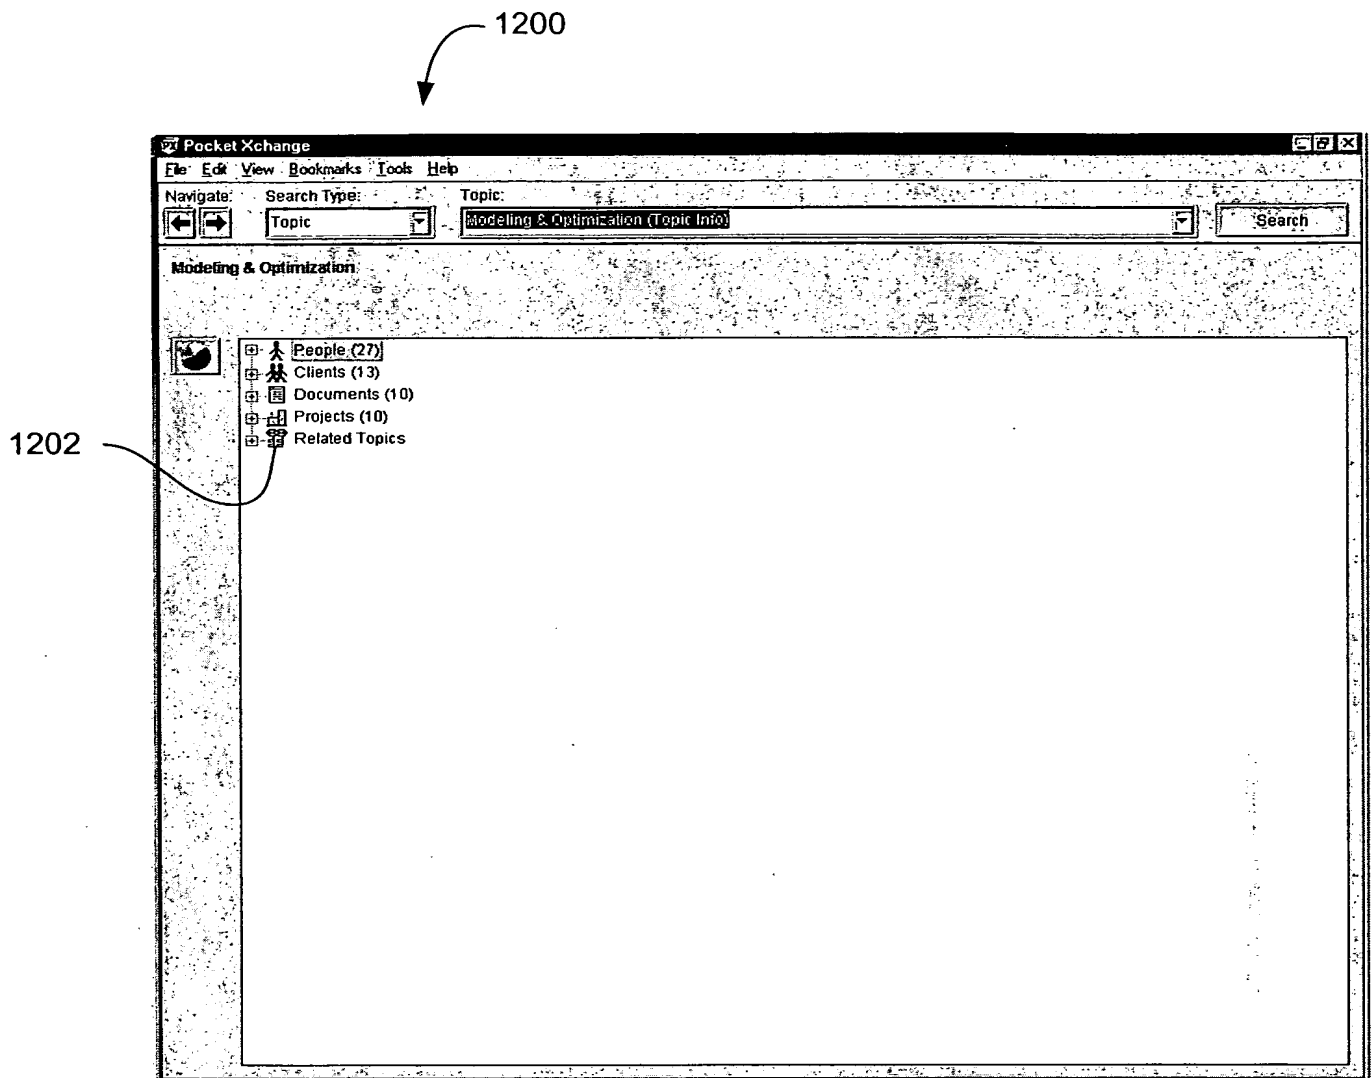 1200
Pocket Xchange
File Edit View Bookmarks Tools Help
Navigate: Search Type: Topic:
Topic Modeling & Optimization (Topic Info) Search
Modeling & Optimization
People (27)
Clients (13)
Documents (10)
Projects (10)
1202 Related Topics